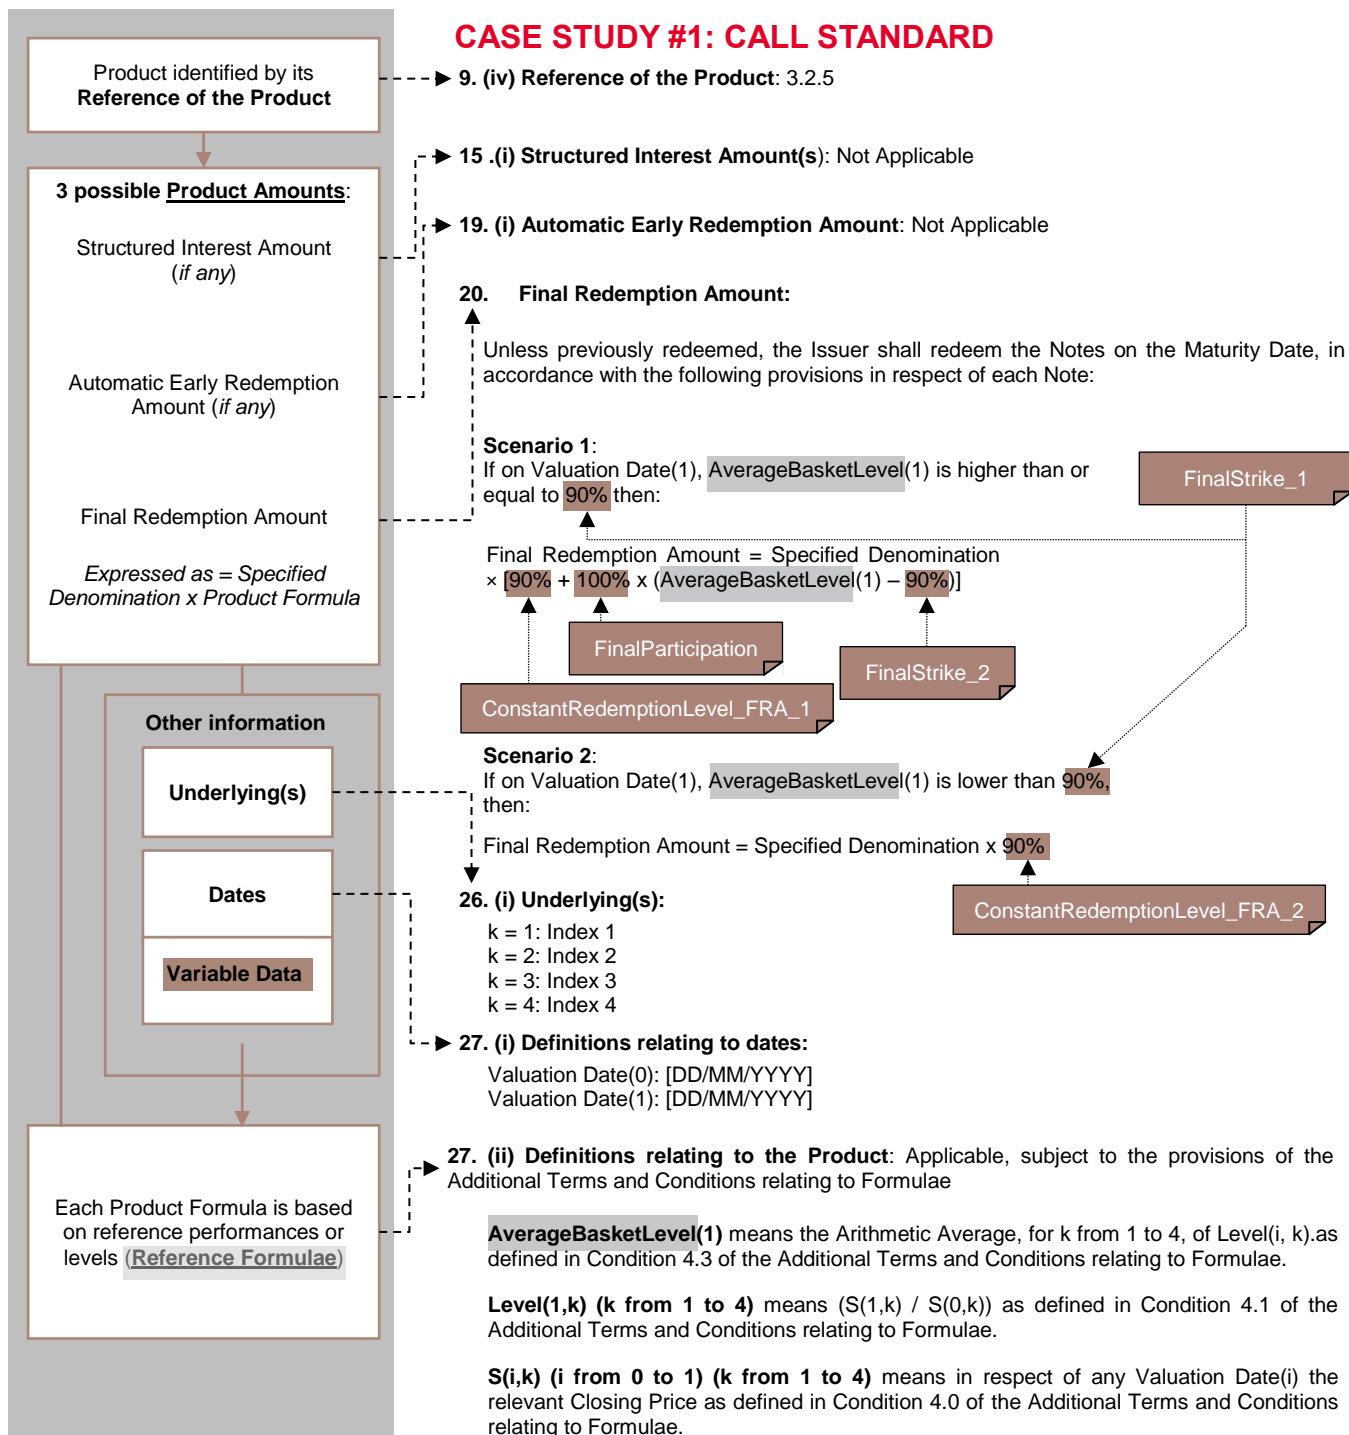 CASE STUDY #1: CALL STANDARD
Product identified by its
Reference of the Product
9. (iv) Reference of the Product: 3.2.5
15 .(i) Structured Interest Amount(s): Not Applicable
3 possible Product Amounts:
19. (i) Automatic Early Redemption Amount: Not Applicable
Structured Interest Amount
(if any)
20. Final Redemption Amount:
Unless previously redeemed, the Issuer shall redeem the Notes on the Maturity Date, in
accordance with the following provisions in respect of each Note:
Automatic Early Redemption
Amount (if any)
Scenario 1:
If on Valuation Date(1), AverageBasketLevel(1) is higher than or
equal to 90% then:
FinalStrike_1
Final Redemption Amount
Final Redemption Amount = Specified Denomination
× [90% + 100% x (AverageBasketLevel(1) – 90%)]
Expressed as = Specified
Denomination x Product Formula
FinalParticipation
FinalStrike_2
ConstantRedemptionLevel_FRA_1
Other information
Scenario 2:
If on Valuation Date(1), AverageBasketLevel(1) is lower than 90%,
then:
Underlying(s)
Final Redemption Amount = Specified Denomination x 90%
Dates
26. (i) Underlying(s):
ConstantRedemptionLevel_FRA_2
k = 1: Index 1
k = 2: Index 2
k = 3: Index 3
k = 4: Index 4
Variable Data
27. (i) Definitions relating to dates:
Valuation Date(0): [DD/MM/YYYY]
Valuation Date(1): [DD/MM/YYYY]
27. (ii) Definitions relating to the Product: Applicable, subject to the provisions of the
Additional Terms and Conditions relating to Formulae
Each Product Formula is based
on reference performances or
levels (Reference Formulae)
AverageBasketLevel(1) means the Arithmetic Average, for k from 1 to 4, of Level(i, k).as
defined in Condition 4.3 of the Additional Terms and Conditions relating to Formulae.
Level(1,k) (k from 1 to 4) means (S(1,k) / S(0,k)) as defined in Condition 4.1 of the
Additional Terms and Conditions relating to Formulae.
S(i,k) (i from 0 to 1) (k from 1 to 4) means in respect of any Valuation Date(i) the
relevant Closing Price as defined in Condition 4.0 of the Additional Terms and Conditions
relating to Formulae.